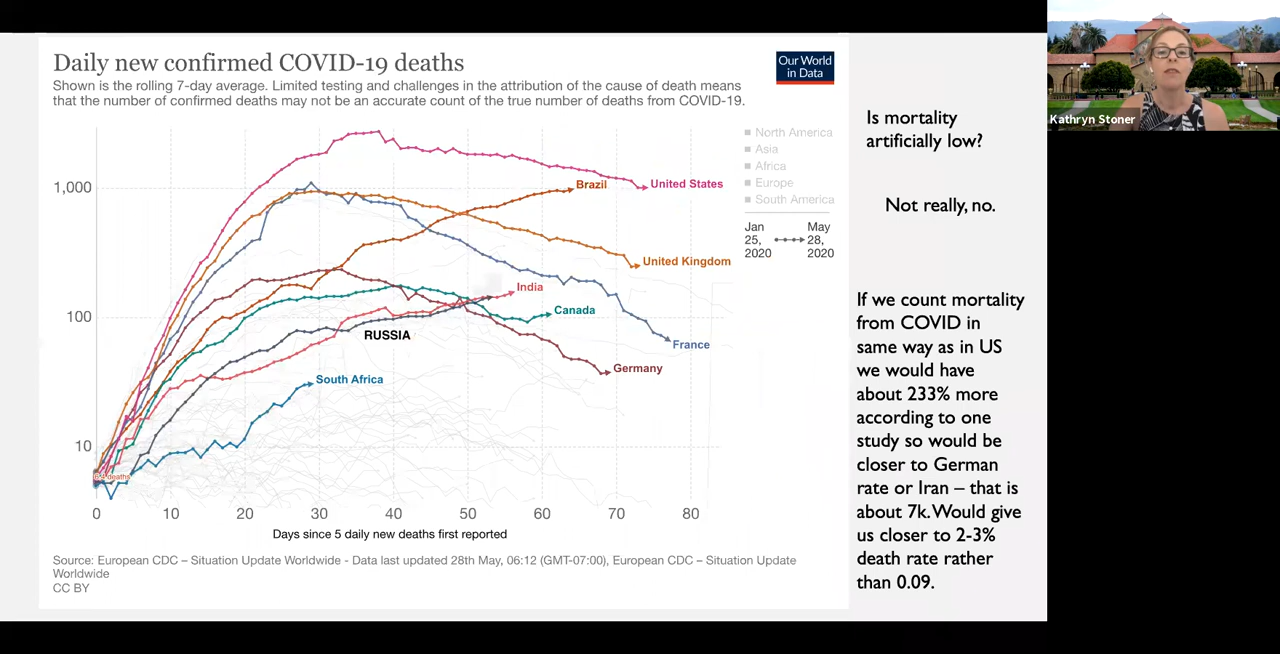 Daily new confirmed COVID-19 deaths
Shown is the rolling 7-day average. Limited testing and challenges in the attribution of the cause of death means
that the number of confirmed deaths may not be an accurate count of the true number of deaths from COVID-19.
Our World
in Data
1,000
100
10
0
10
20
30
40
50
60
70
80
Days since 5 daily new deaths first reported
United States
Brazil
United Kingdom
India
Canada
RUSSIA
France
Germany
South Africa
North America
Asia
Africa
Europe
South America
Jan
25,
2020
May
28,
2020
Source: European CDC – Situation Update Worldwide - Data last updated 28th May, 06:12 (GMT-07:00), European CDC – Situation Update
Worldwide
CC BY
Is mortality
artificially low?
Not really, no.
If we count mortality
from COVID in
same way as in US
we would have
about 233% more
according to one
study so would be
closer to German
rate or Iran – that is
about 7k. Would give
us closer to 2-3%
death rate rather
than 0.09.
Kathryn Stoner